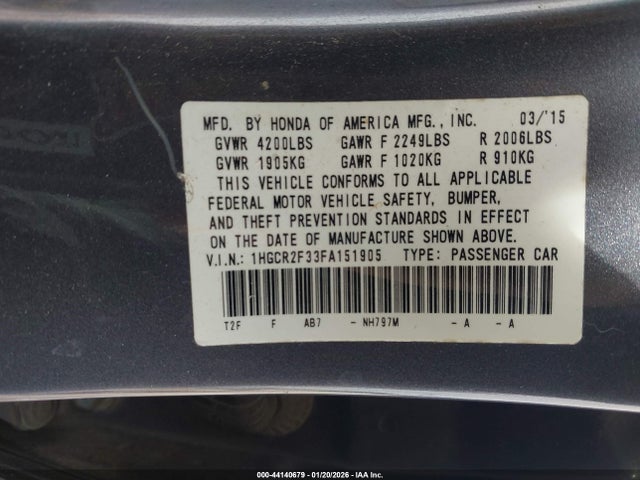 MFD. BY HONDA OF AMERICA MFG., INC. 03/'15
GVWR 4200LBS GAWR F 2249LBS R 2006LBS
GVWR 1905KG GAWR F 1020KG R 910KG
THIS VEHICLE CONFORMS TO ALL APPLICABLE
FEDERAL MOTOR VEHICLE SAFETY, BUMPER,
AND THEFT PREVENTION STANDARDS IN EFFECT
ON THE DATE OF MANUFACTURE SHOWN ABOVE.
V.I.N.: 1HGCR2F33FA151905 TYPE: PASSENGER CAR
T2F F AB7 - NH797M - A - A
000-44140679 | 01/20/2026 - IAA Inc.